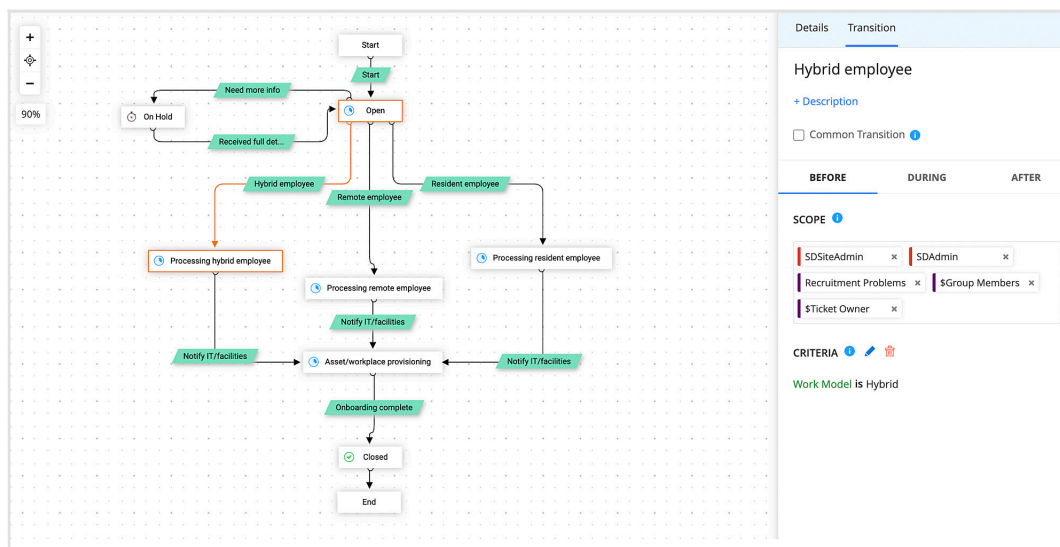 +
−
90%
Start
Start
Need more info
On Hold
Open
Received full det...
Hybrid employee
Resident employee
Remote employee
Processing hybrid employee
Processing resident employee
Processing remote employee
Notify IT/facilities
Notify IT/facilities
Notify IT/facilities
Asset/workplace provisioning
Onboarding complete
Closed
End
Details Transition
Hybrid employee
+ Description
Common Transition i
BEFORE DURING AFTER
SCOPE i
SDSiteAdmin × SDAdmin ×
Recruitment Problems × $Group Members ×
$Ticket Owner ×
CRITERIA i
Work Model is Hybrid